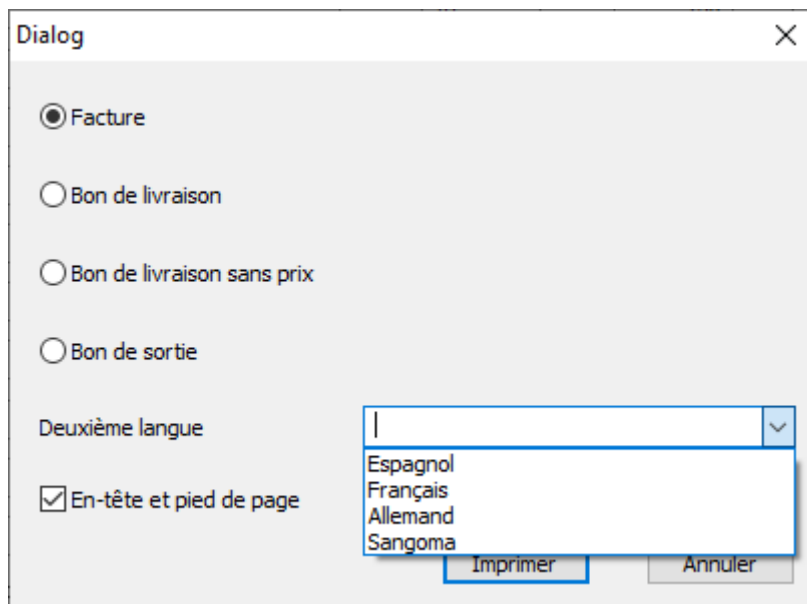 Dialog
Facture
Bon de livraison
Bon de livraison sans prix
Bon de sortie
Deuxième langue
Espagnol
Français
Allemand
Sangoma
En-tête et pied de page
Imprimer
Annuler